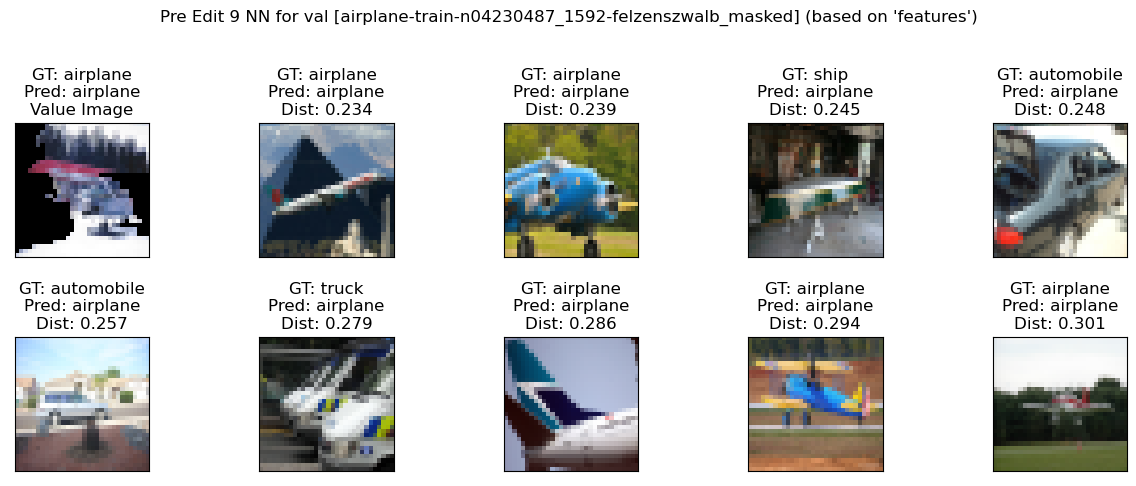 Pre Edit 9 NN for val [airplane-train-n04230487_1592-felzenszwalb_masked] (based on 'features')
GT: airplane
Pred: airplane
Value Image
GT: airplane
Pred: airplane
Dist: 0.234
GT: airplane
Pred: airplane
Dist: 0.239
GT: ship
Pred: airplane
Dist: 0.245
GT: automobile
Pred: airplane
Dist: 0.248
GT: automobile
Pred: airplane
Dist: 0.257
GT: truck
Pred: airplane
Dist: 0.279
GT: airplane
Pred: airplane
Dist: 0.286
GT: airplane
Pred: airplane
Dist: 0.294
GT: airplane
Pred: airplane
Dist: 0.301